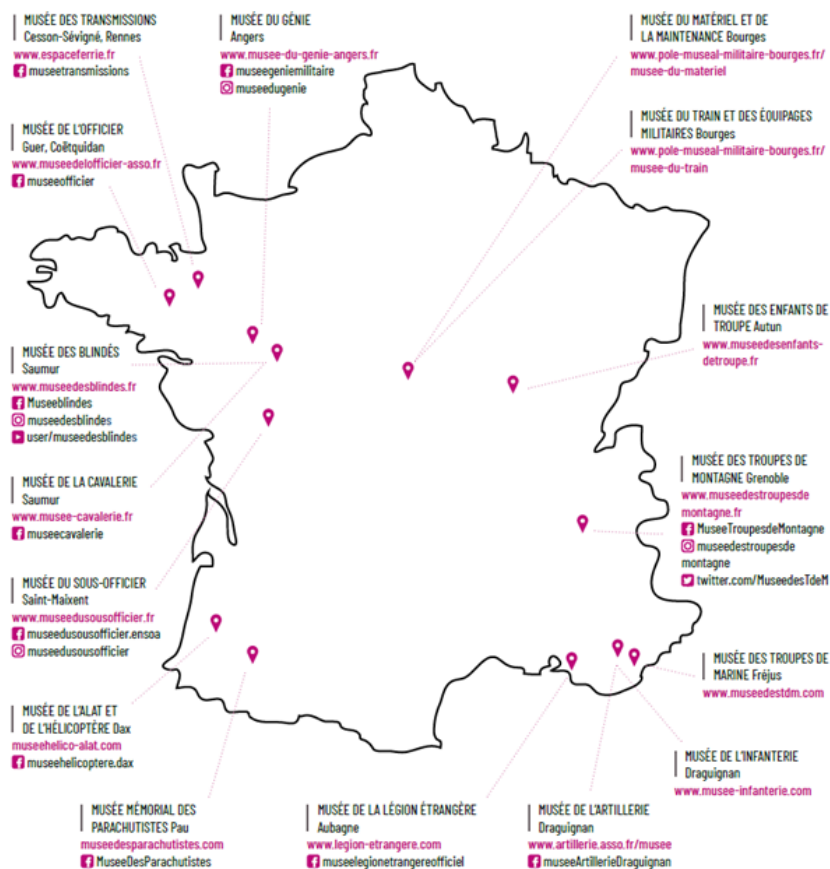 MUSÉE DES TRANSMISSIONS
Cesson-Sévigné, Rennes
www.espaceferrie.fr
museetransmissions
MUSÉE DU GÉNIE
Angers
www.musee-du-genie-angers.fr
museegeniemilitaire
museedugenie
MUSÉE DU MATÉRIEL ET DE
LA MAINTENANCE Bourges
www.pole-museal-militaire-bourges.fr/
musee-du-materiel
MUSÉE DE L'OFFICIER
Guer, Coëtquidan
www.museedelofficier-asso.fr
museeofficier
MUSÉE DU TRAIN ET DES ÉQUIPAGES
MILITAIRES Bourges
www.pole-museal-militaire-bourges.fr/
musee-du-train
MUSÉE DES ENFANTS DE
TROUPE Autun
www.museedesenfants-
detroupe.fr
MUSÉE DES BLINDÉS
Saumur
www.museedesblindes.fr
Museeblindes
museedesblindes
user/museedesblindes
MUSÉE DE LA CAVALERIE
Saumur
www.musee-cavalerie.fr
museecavalerie
MUSÉE DES TROUPES DE
MONTAGNE Grenoble
www.museedestroupesde
montagne.fr
MuseeTroupesdeMontagne
museedestroupesde
montagne
twitter.com/MuseedesTdeM
MUSÉE DU SOUS-OFFICIER
Saint-Maixent
www.museedusousofficier.fr
museedusousofficier.ensoa
museedusousofficier
MUSÉE DES TROUPES DE
MARINE Fréjus
www.museedestdm.com
MUSÉE DE L'ALAT ET
DE L'HÉLICOPTÈRE Dax
museehelico-alat.com
museehelicoptere.dax
MUSÉE DE L'INFANTERIE
Draguignan
www.musee-infanterie.com
MUSÉE MÉMORIAL DES
PARACHUTISTES Pau
museedesparachutistes.com
MuseeDesParachutistes
MUSÉE DE LA LÉGION ÉTRANGÈRE
Aubagne
www.legion-etrangere.com
museelegionetrangereofficiel
MUSÉE DE L'ARTILLERIE
Draguignan
www.artillerie.asso.fr/musee
museeArtillerieDraguignan